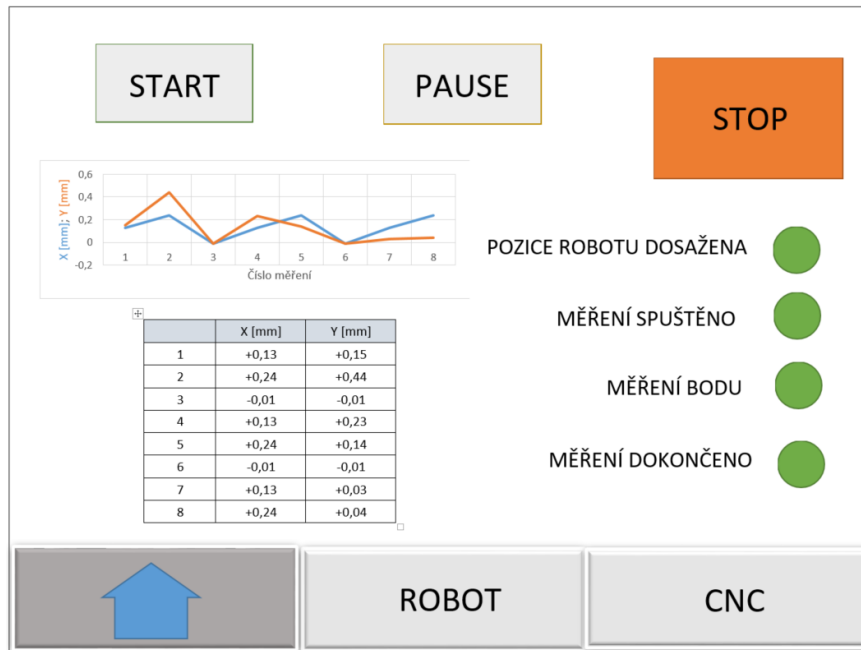 START
PAUSE
STOP
X [mm]; Y [mm]
0,6
0,4
0,2
0
-0,2
1 2 3 4 5 6 7 8
Číslo měření
X [mm] Y [mm]
1 +0,13 +0,15
2 +0,24 +0,44
3 -0,01 -0,01
4 +0,13 +0,23
5 +0,24 +0,14
6 -0,01 -0,01
7 +0,13 +0,03
8 +0,24 +0,04
POZICE ROBOTU DOSAŽENA
MĚŘENÍ SPUŠTĚNO
MĚŘENÍ BODU
MĚŘENÍ DOKONČENO
ROBOT
CNC